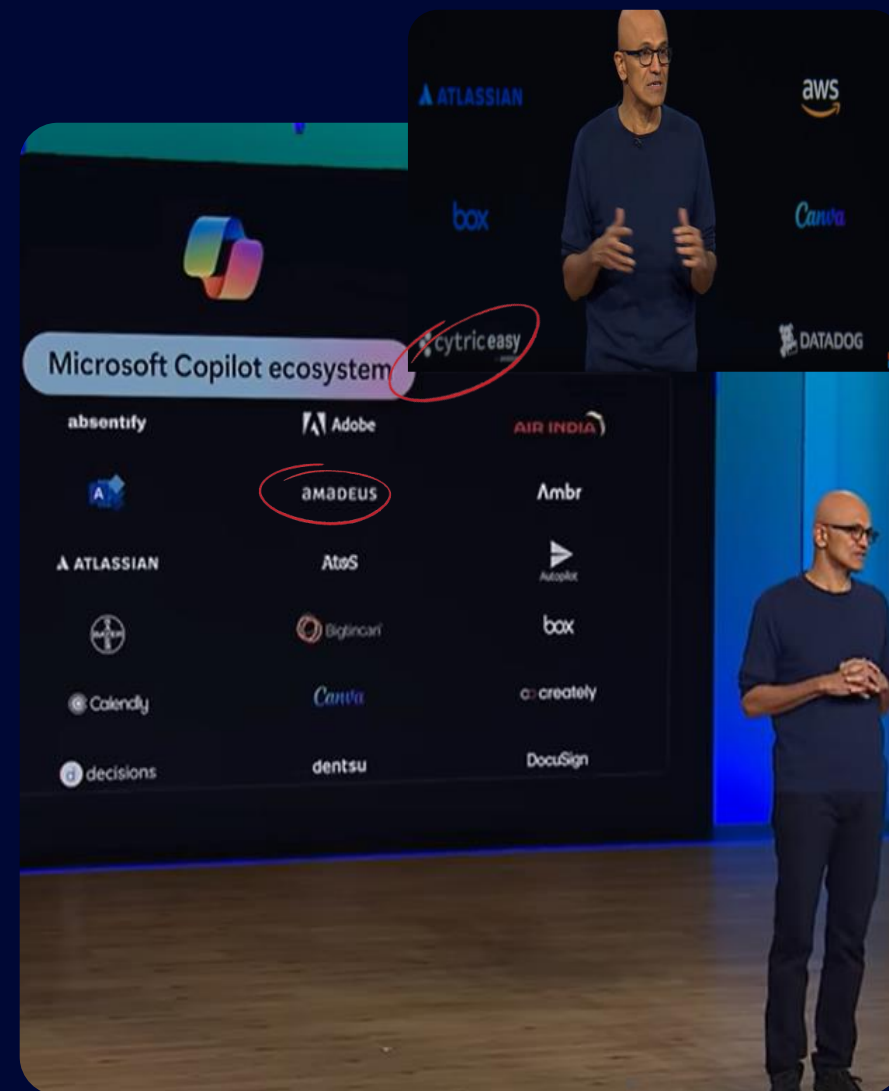 ATLASSIAN
aws
box
Canva
cytric easy
DATADOG
Microsoft Copilot ecosystem
absentify
Adobe
AIR INDIA
A
amadeus
Ambr
ATLASSIAN
Atos
Autopilot
BAYER
Bigtincan
box
Calendly
Canva
creately
d decisions
dentsu
DocuSign